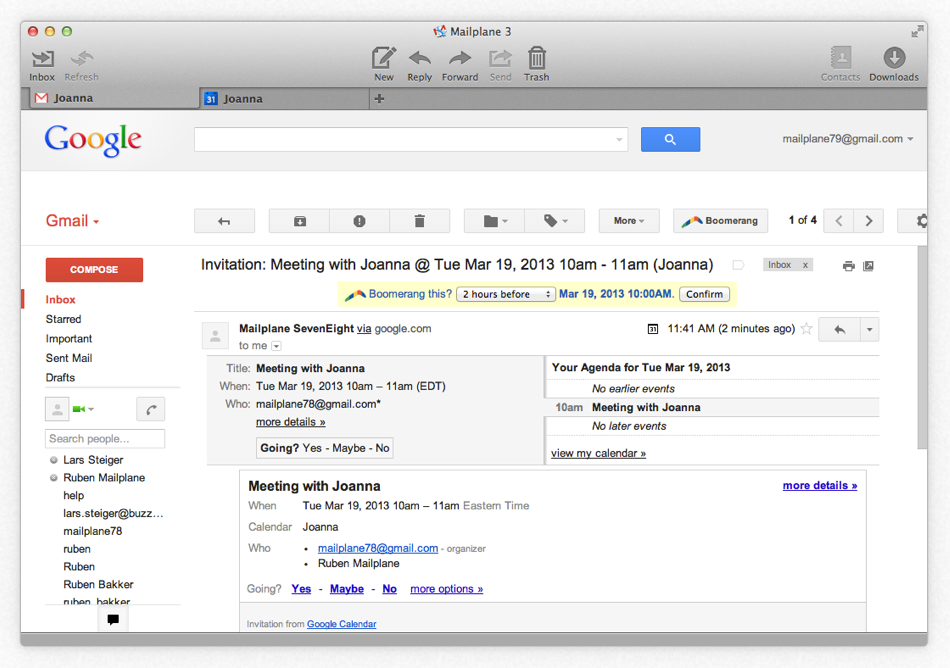 Mailplane 3
Inbox Refresh New Reply Forward Send Trash Contacts Downloads
Joanna 31 Joanna +
Google mailplane79@gmail.com
Gmail More Boomerang 1 of 4
COMPOSE
Inbox
Starred
Important
Sent Mail
Drafts
Search people...
Lars Steiger
Ruben Mailplane
help
lars.steiger@buzz...
mailplane78
ruben
Ruben
Ruben Bakker
ruben_bakker
Invitation: Meeting with Joanna @ Tue Mar 19, 2013 10am - 11am (Joanna) Inbox x
Boomerang this? 2 hours before Mar 19, 2013 10:00AM. Confirm
Mailplane SevenEight via google.com 31 11:41 AM (2 minutes ago)
to me
Title: Meeting with Joanna
When: Tue Mar 19, 2013 10am – 11am (EDT)
Who: mailplane78@gmail.com*
more details »
Going? Yes - Maybe - No
Your Agenda for Tue Mar 19, 2013
No earlier events
10am Meeting with Joanna
No later events
view my calendar »
Meeting with Joanna more details »
When Tue Mar 19, 2013 10am – 11am Eastern Time
Calendar Joanna
Who • mailplane78@gmail.com - organizer
• Ruben Mailplane
Going? Yes - Maybe - No more options »
Invitation from Google Calendar